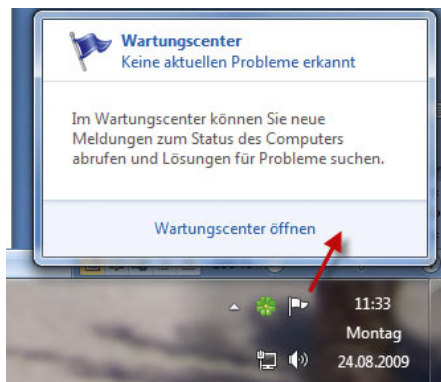 Wartungscenter
Keine aktuellen Probleme erkannt
Im Wartungscenter können Sie neue
Meldungen zum Status des Computers
abrufen und Lösungen für Probleme suchen.
Wartungscenter öffnen
11:33
Montag
24.08.2009